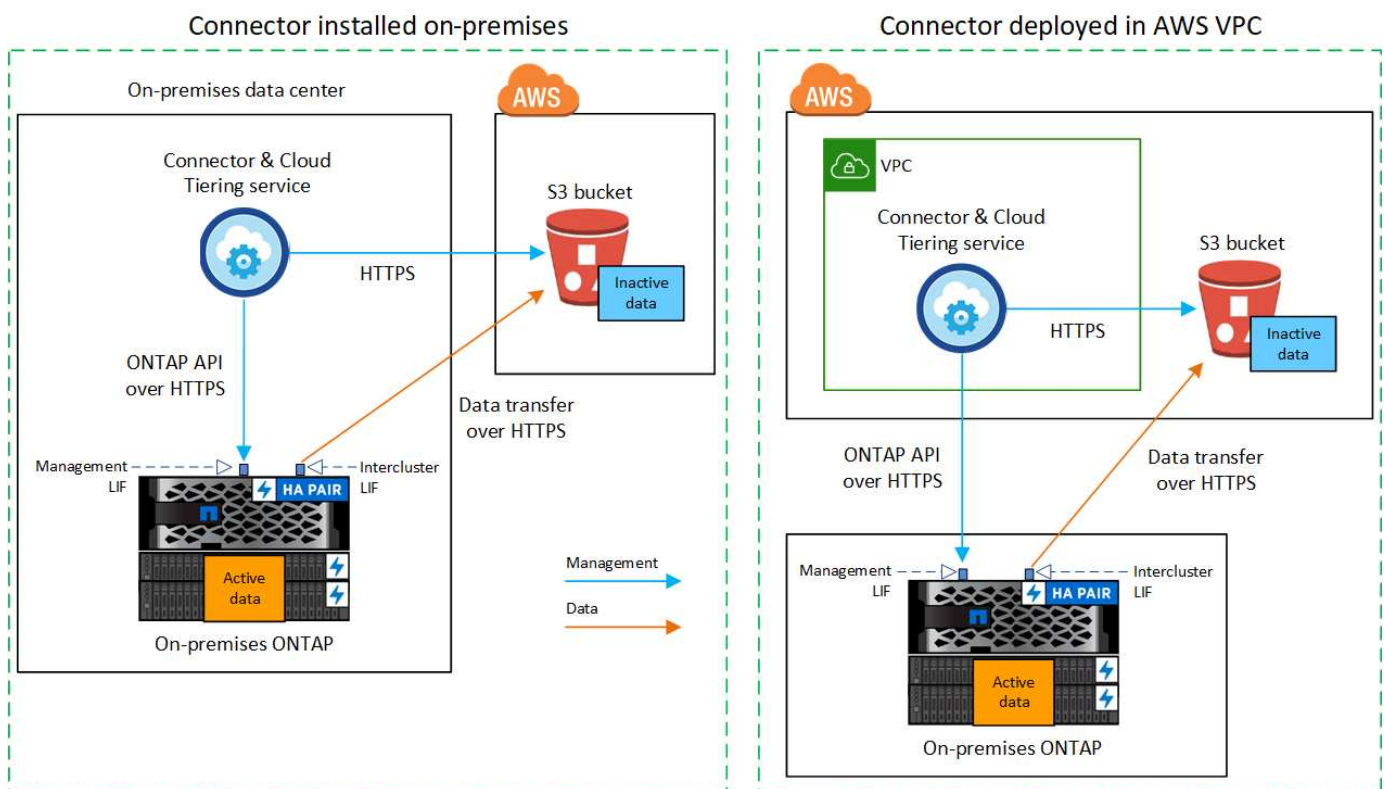 Connector installed on-premises
On-premises data center
AWS
Connector & Cloud
Tiering service
S3 bucket
HTTPS
Inactive
data
ONTAP API
over HTTPS
Data transfer
over HTTPS
Management
LIF
Intercluster
LIF
HA PAIR
Active
data
On-premises ONTAP
Management
Data
Connector deployed in AWS VPC
AWS
VPC
Connector & Cloud
Tiering service
S3 bucket
HTTPS
Inactive
data
ONTAP API
over HTTPS
Data transfer
over HTTPS
Management
LIF
Intercluster
LIF
HA PAIR
Active
data
On-premises ONTAP